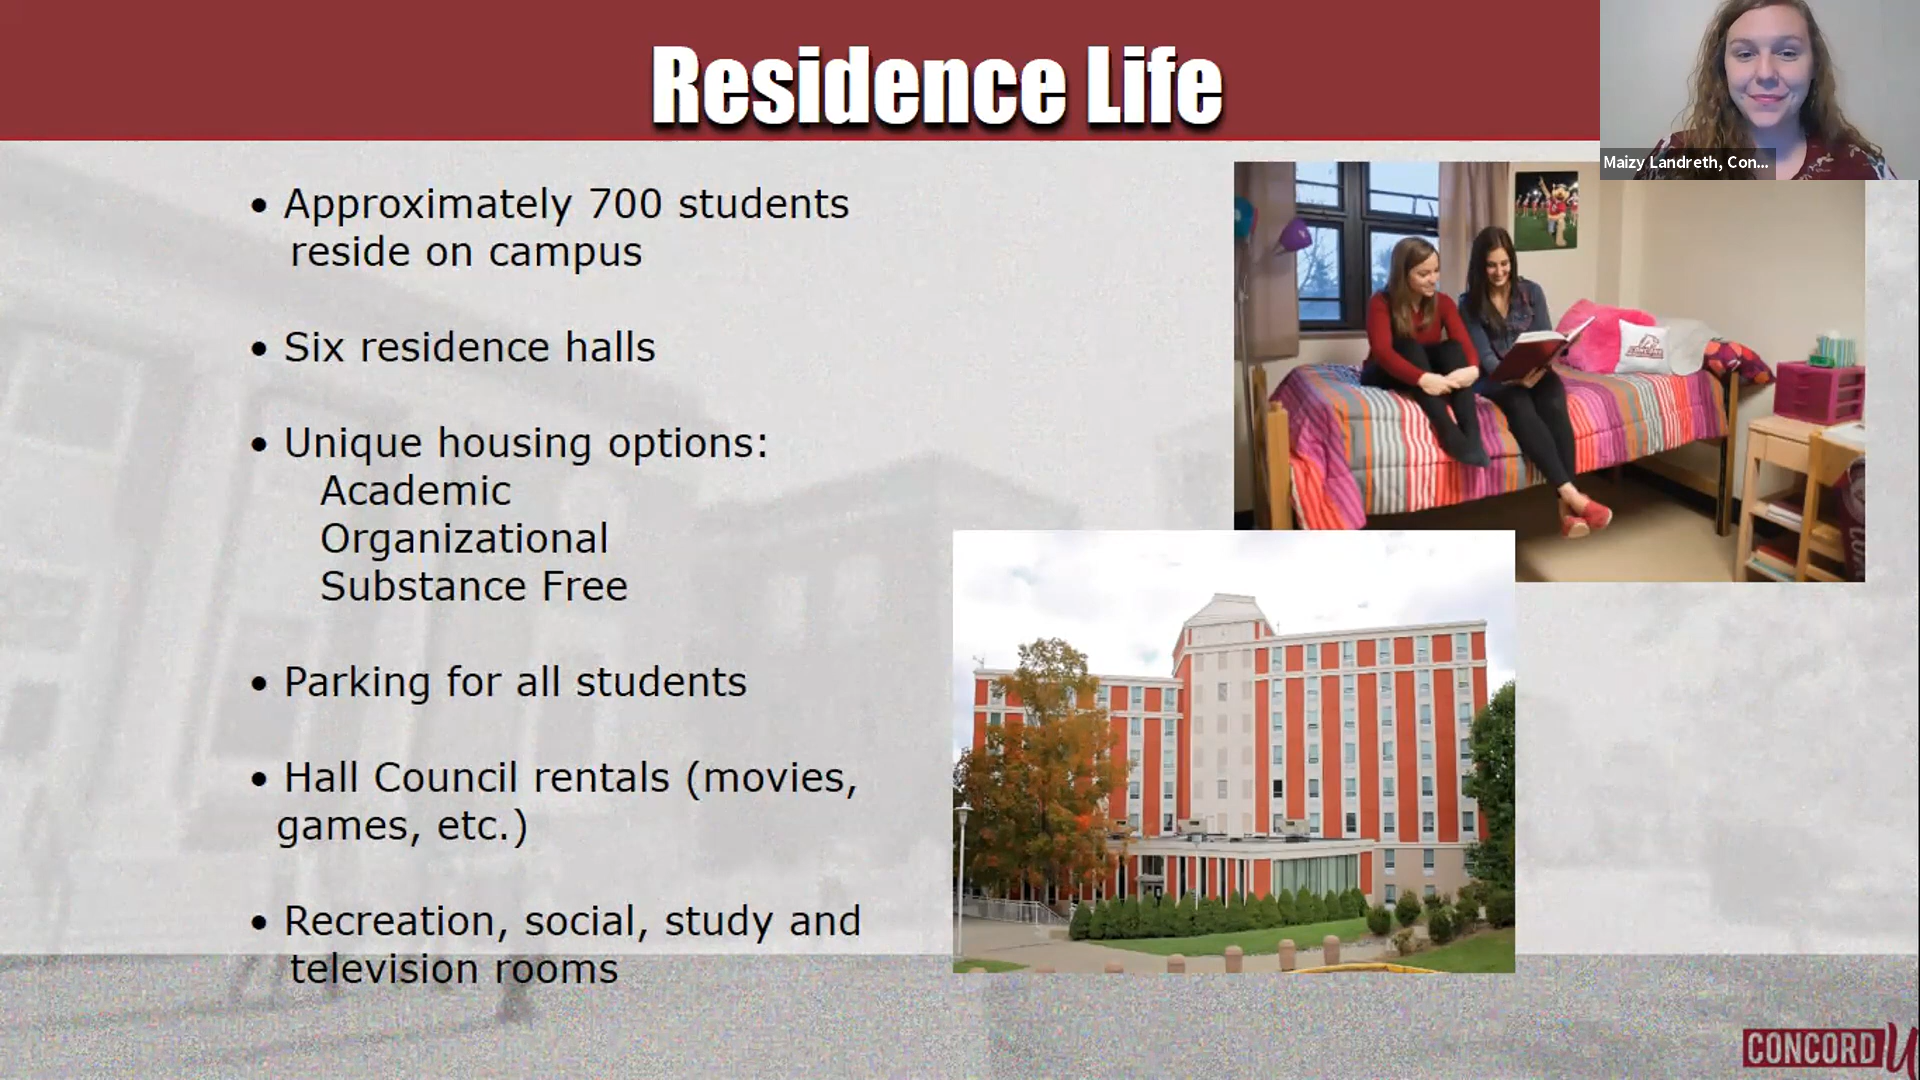 Residence Life
Maizy Landreth, Con...
• Approximately 700 students
reside on campus
• Six residence halls
• Unique housing options:
Academic
Organizational
Substance Free
• Parking for all students
• Hall Council rentals (movies,
games, etc.)
• Recreation, social, study and
television rooms
CONCORD U